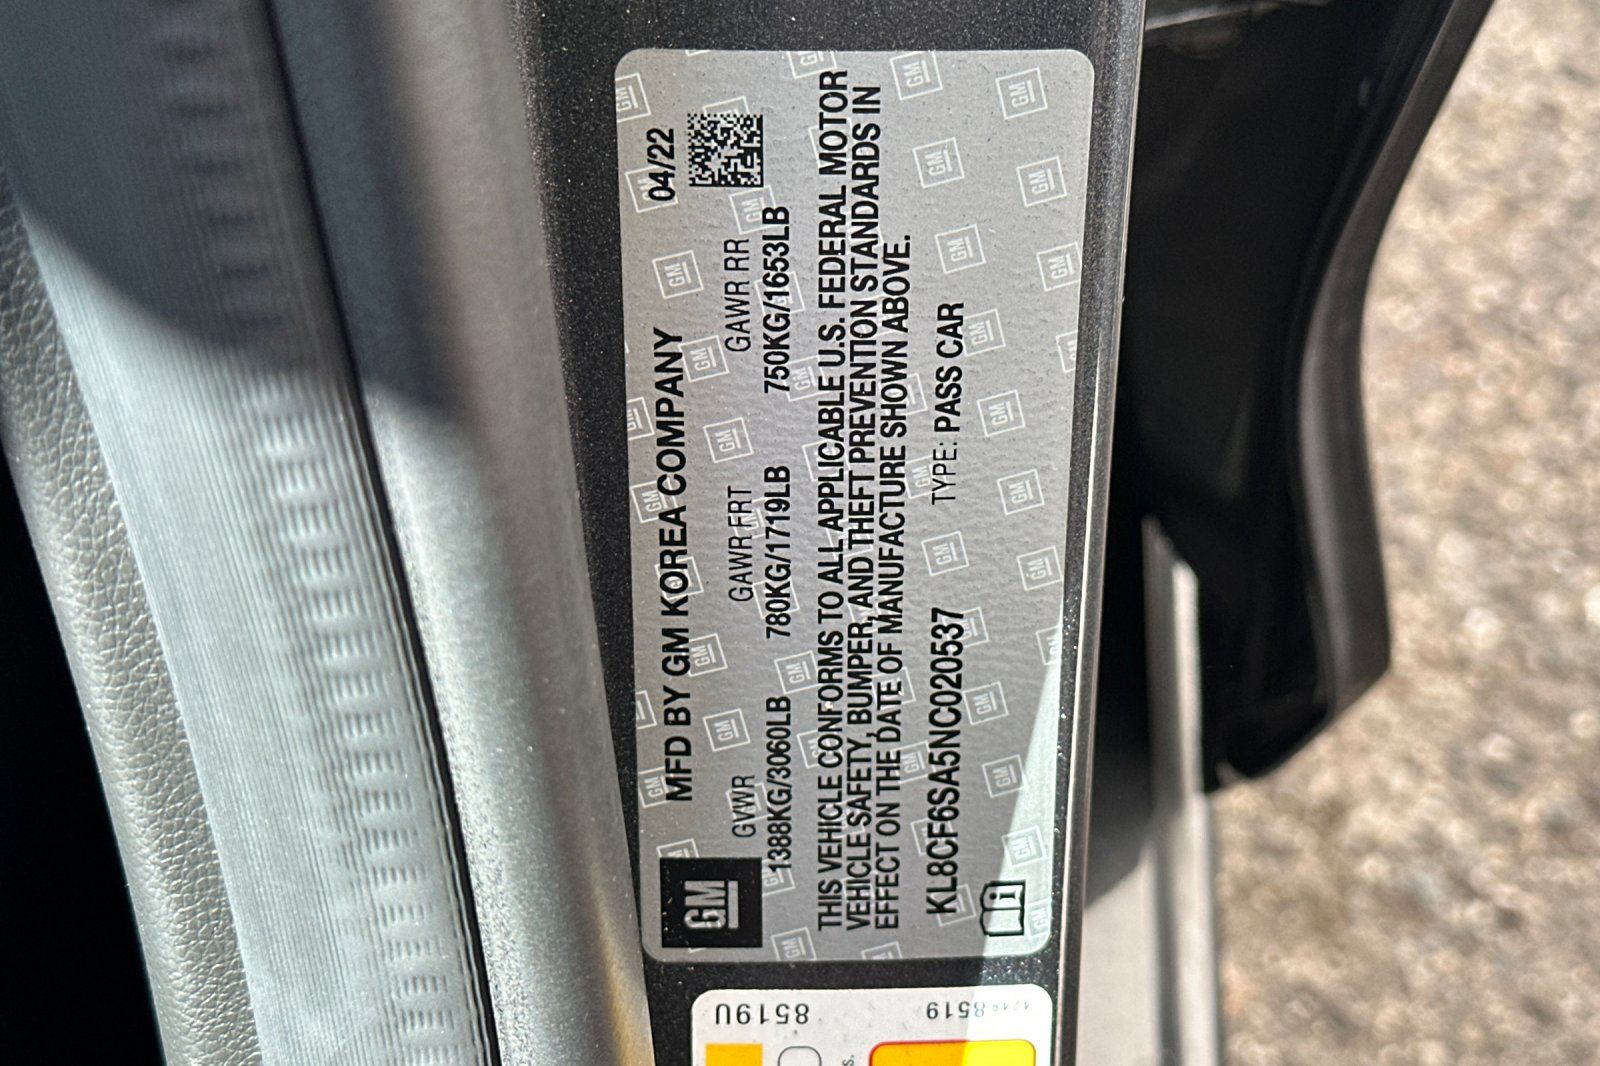 GM
MFD BY GM KOREA COMPANY 04/22
GVWR GAWR FRT GAWR RR
1388KG/3060LB 780KG/1719LB 750KG/1653LB
THIS VEHICLE CONFORMS TO ALL APPLICABLE U.S. FEDERAL MOTOR
VEHICLE SAFETY, BUMPER, AND THEFT PREVENTION STANDARDS IN
EFFECT ON THE DATE OF MANUFACTURE SHOWN ABOVE.
KL8CF6SA5NC020537 TYPE: PASS CAR
i
8519U
8519